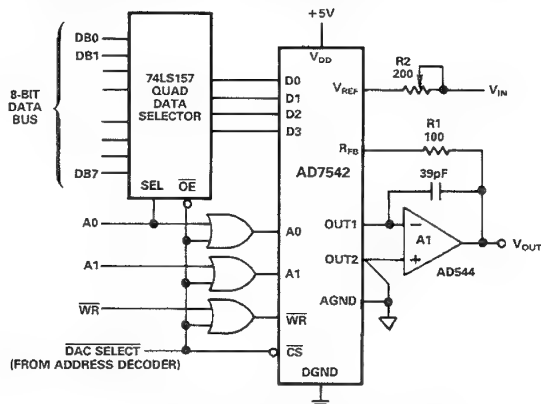 +5V
DB0
DB1
8-BIT
DATA
BUS
DB7
74LS157
QUAD
DATA
SELECTOR
SEL
OE
A0
A1
WR
DAC SELECT
(FROM ADDRESS DECODER)
VDD
D0
D1
D2
D3
AD7542
A0
A1
WR
CS
DGND
VREF
RFB
OUT1
OUT2
AGND
R2
200
VIN
R1
100
39pF
−
A1
+
AD544
VOUT